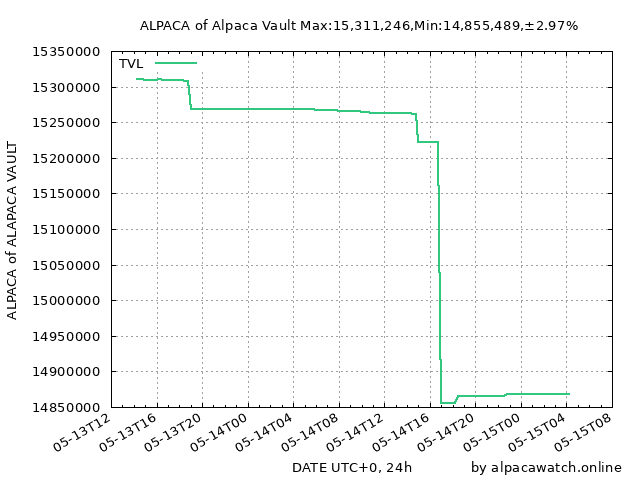 ALPACA of Alpaca Vault Max:15,311,246,Min:14,855,489,±2.97%
TVL
ALPACA of ALAPACA VAULT
15350000
15300000
15250000
15200000
15150000
15100000
15050000
15000000
14950000
14900000
14850000
05-13T12
05-13T16
05-13T20
05-14T00
05-14T04
05-14T08
05-14T12
05-14T16
05-14T20
05-15T00
05-15T04
05-15T08
DATE UTC+0, 24h
by alpacawatch.online